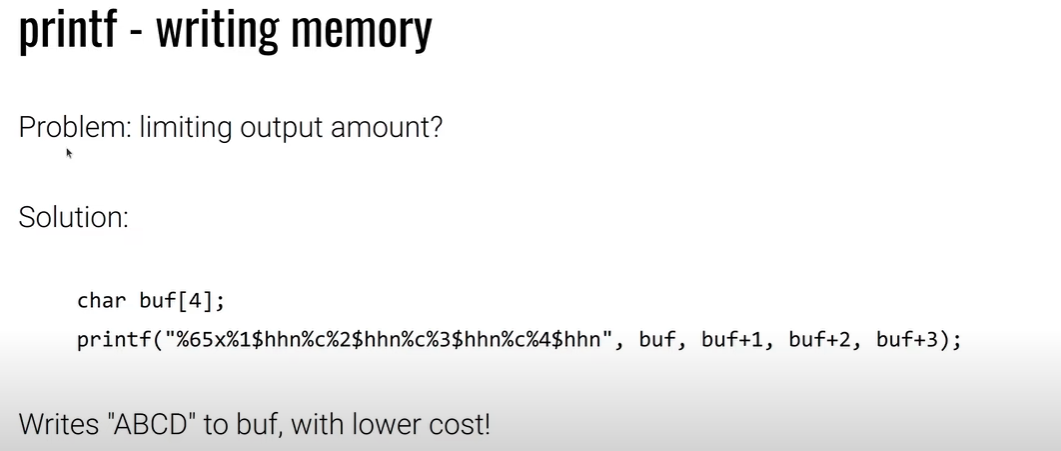 printf - writing memory
Problem: limiting output amount?
Solution:
char buf[4];
printf("%65x%1$hhn%c%2$hhn%c%3$hhn%c%4$hhn", buf, buf+1, buf+2, buf+3);
Writes "ABCD" to buf, with lower cost!